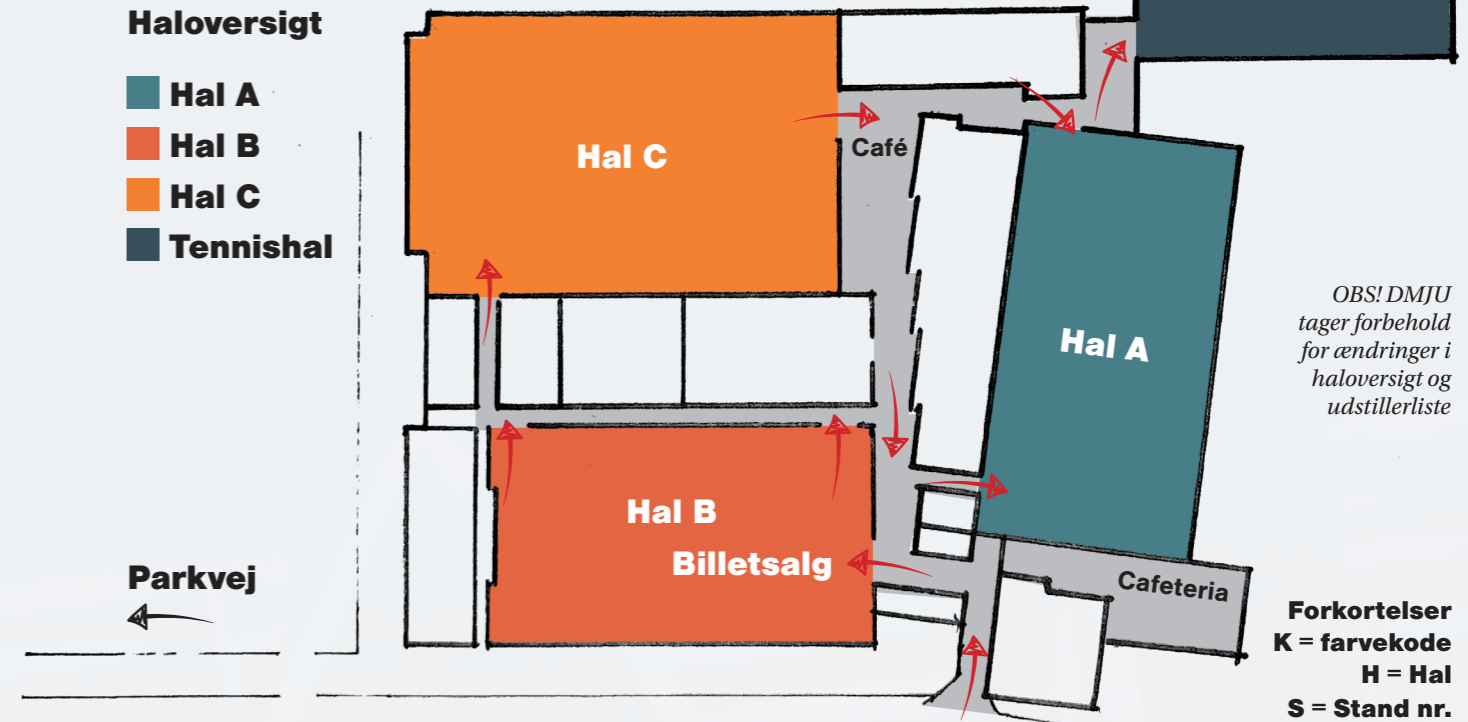 Haloversigt
Hal A
Hal B
Hal C
Tennishal
Hal C
Café
Hal A
OBS! DMJU
tager forbehold
for ændringer i
haloversigt og
udstillerliste
Hal B
Billetsalg
Parkvej
Cafeteria
Forkortelser
K = farvekode
H = Hal
S = Stand nr.